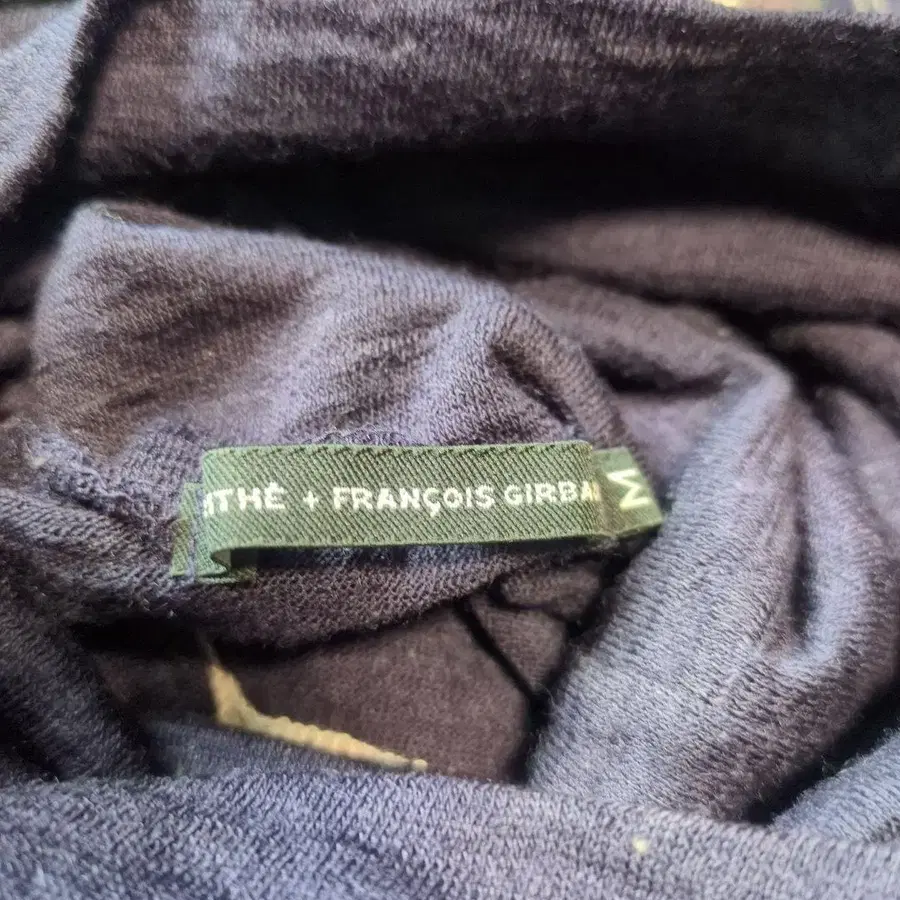 ITHÉ + FRANÇOIS GIRBA
M